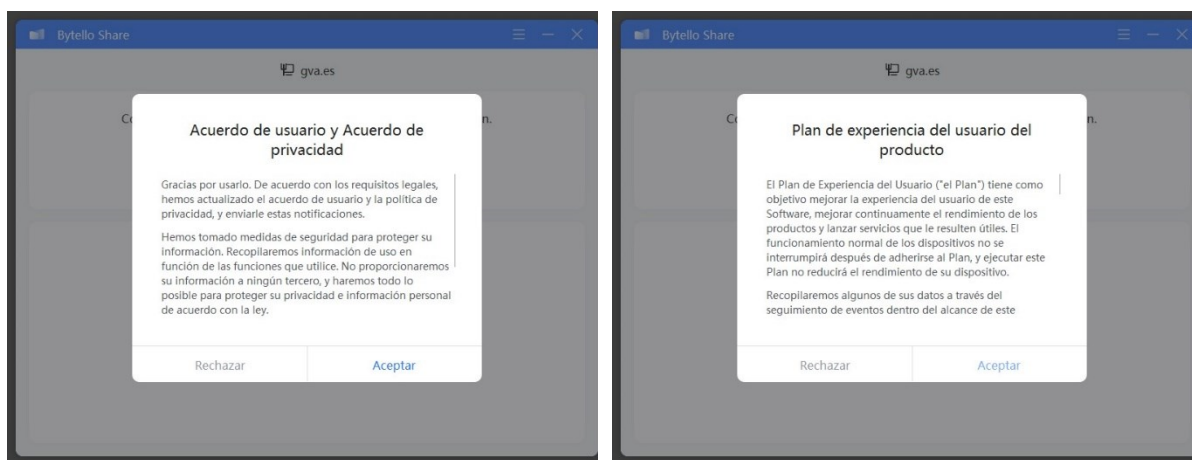 Bytello Share
gva.es
Co
n.
Acuerdo de usuario y Acuerdo de
privacidad
Gracias por usarlo. De acuerdo con los requisitos legales,
hemos actualizado el acuerdo de usuario y la política de
privacidad, y enviarle estas notificaciones.
Hemos tomado medidas de seguridad para proteger su
información. Recopilaremos información de uso en
función de las funciones que utilice. No proporcionaremos
su información a ningún tercero, y haremos todo lo
posible para proteger su privacidad e información personal
de acuerdo con la ley.
Rechazar Aceptar
Bytello Share
gva.es
Co
n.
Plan de experiencia del usuario del
producto
El Plan de Experiencia del Usuario ("el Plan") tiene como
objetivo mejorar la experiencia del usuario de este
Software, mejorar continuamente el rendimiento de los
productos y lanzar servicios que le resulten útiles. El
funcionamiento normal de los dispositivos no se
interrumpirá después de adherirse al Plan, y ejecutar este
Plan no reducirá el rendimiento de su dispositivo.
Recopilaremos algunos de sus datos a través del
seguimiento de eventos dentro del alcance de este
Rechazar Aceptar